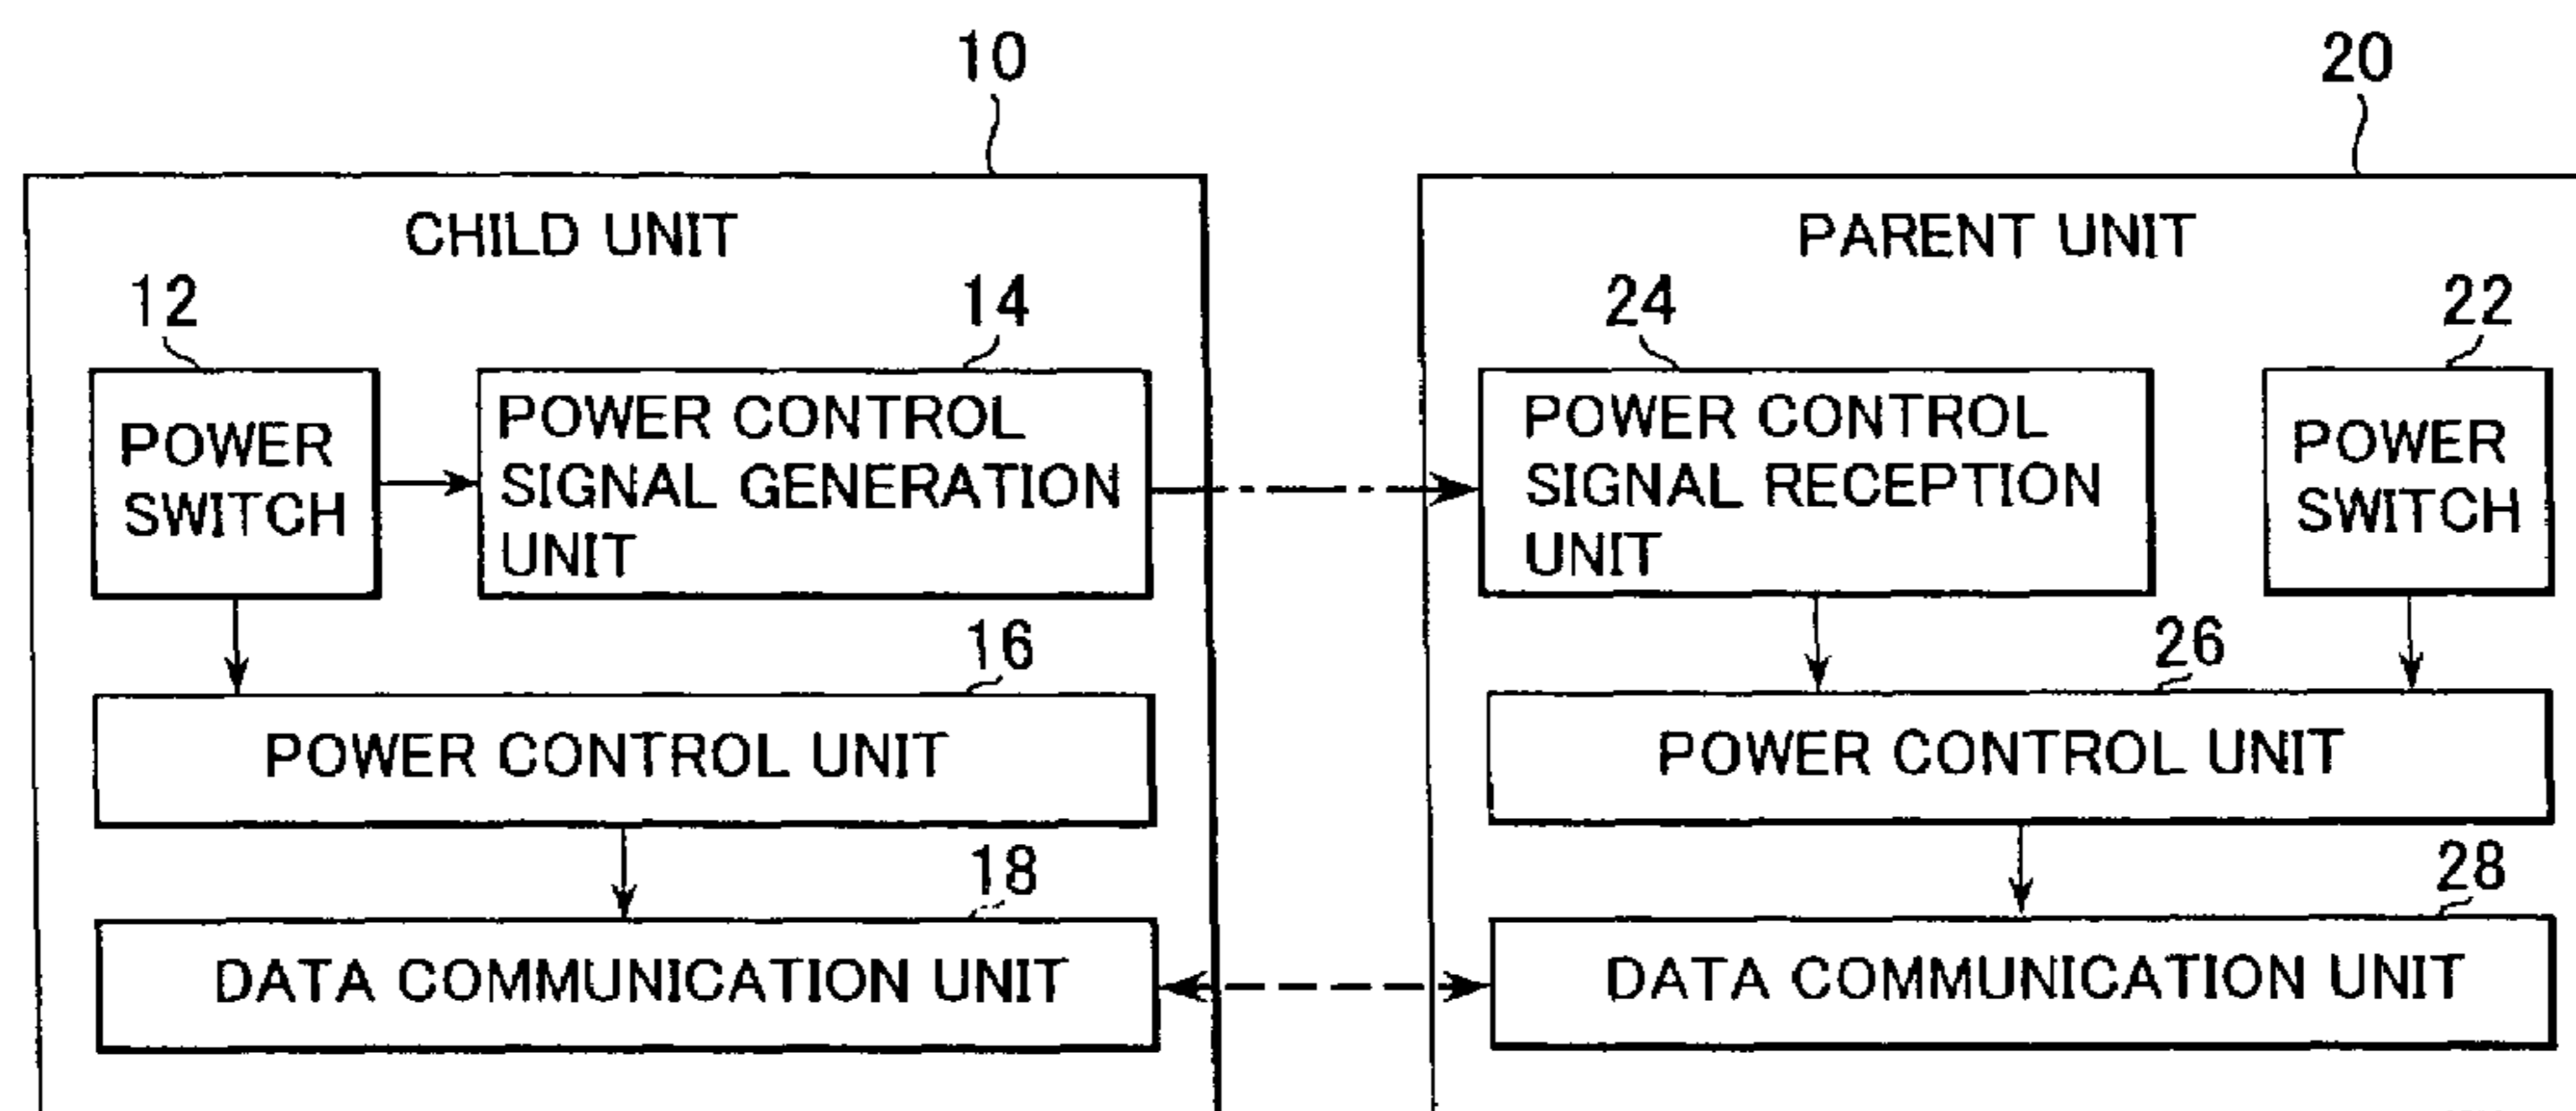 10
20
CHILD UNIT
PARENT UNIT
12
14
24
22
POWER
SWITCH
POWER CONTROL
SIGNAL GENERATION
UNIT
POWER CONTROL
SIGNAL RECEPTION
UNIT
POWER
SWITCH
16
26
POWER CONTROL UNIT
POWER CONTROL UNIT
18
28
DATA COMMUNICATION UNIT
DATA COMMUNICATION UNIT